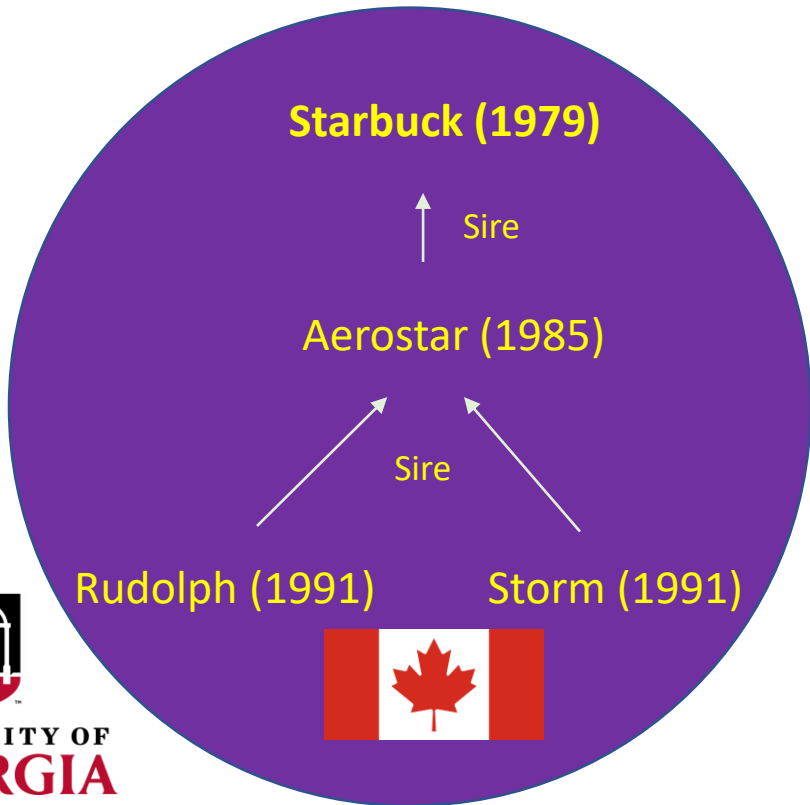 Starbuck (1979)
Sire
Aerostar (1985)
Sire
Rudolph (1991) Storm (1991)
ITY OF
RGIA